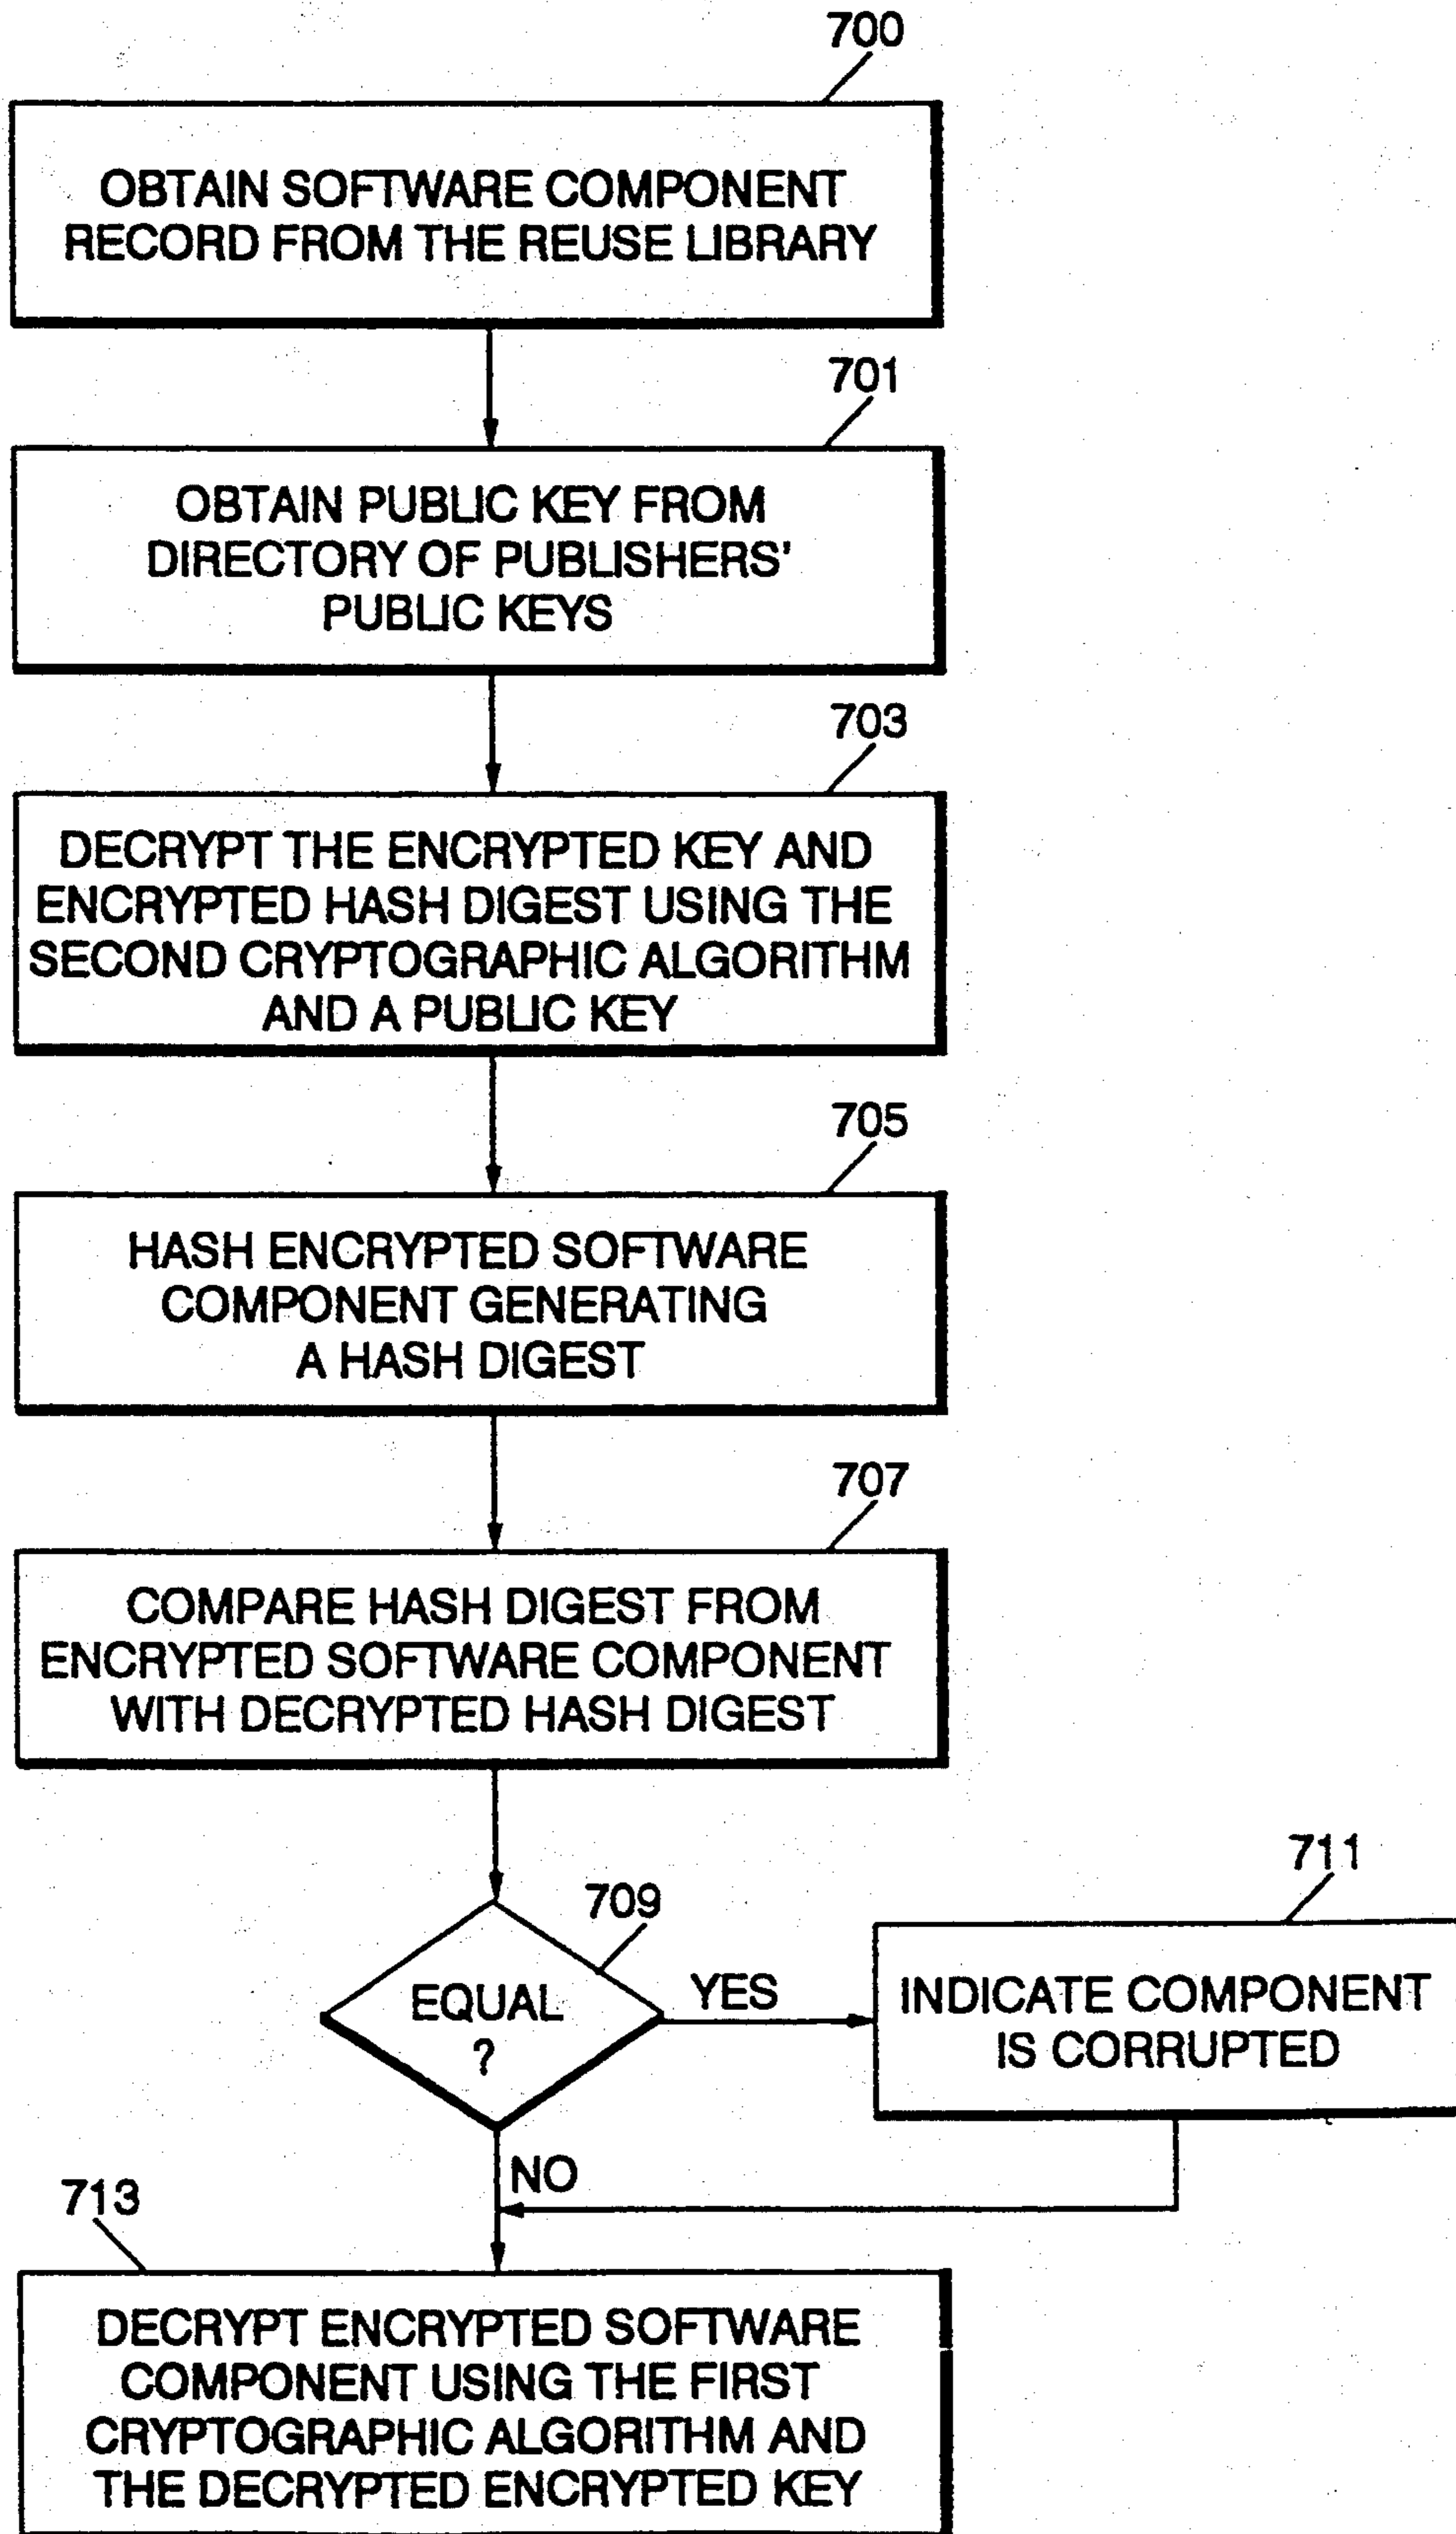 700
OBTAIN SOFTWARE COMPONENT
RECORD FROM THE REUSE LIBRARY
701
OBTAIN PUBLIC KEY FROM
DIRECTORY OF PUBLISHERS'
PUBLIC KEYS
703
DECRYPT THE ENCRYPTED KEY AND
ENCRYPTED HASH DIGEST USING THE
SECOND CRYPTOGRAPHIC ALGORITHM
AND A PUBLIC KEY
705
HASH ENCRYPTED SOFTWARE
COMPONENT GENERATING
A HASH DIGEST
707
COMPARE HASH DIGEST FROM
ENCRYPTED SOFTWARE COMPONENT
WITH DECRYPTED HASH DIGEST
709
EQUAL
?
YES
711
INDICATE COMPONENT
IS CORRUPTED
NO
713
DECRYPT ENCRYPTED SOFTWARE
COMPONENT USING THE FIRST
CRYPTOGRAPHIC ALGORITHM AND
THE DECRYPTED ENCRYPTED KEY